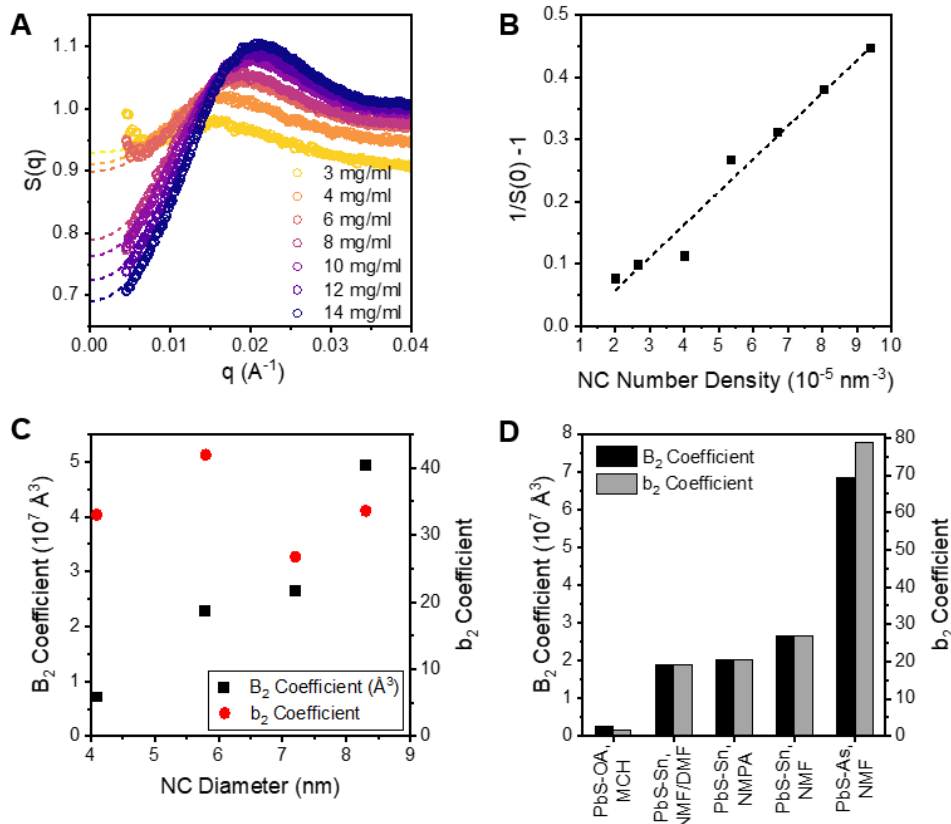 A
S(q)
1.1
1.0
0.9
0.8
0.7
3 mg/ml
4 mg/ml
6 mg/ml
8 mg/ml
10 mg/ml
12 mg/ml
14 mg/ml
0.00 0.01 0.02 0.03 0.04
q (A⁻¹)
B
1/S(0) -1
0.5
0.4
0.3
0.2
0.1
0.0
1 2 3 4 5 6 7 8 9 10
NC Number Density (10⁻⁵ nm⁻³)
C
B₂ Coefficient (10⁷ Å³)
5
4
3
2
1
0
40
30
20
10
0
b₂ Coefficient
B₂ Coefficient (Å³)
b₂ Coefficient
4 5 6 7 8 9
NC Diameter (nm)
D
B₂ Coefficient (10⁷ Å³)
8
7
6
5
4
3
2
1
0
B₂ Coefficient
b₂ Coefficient
80
70
60
50
40
30
20
10
0
b₂ Coefficient
PbS-OA,
MCH
PbS-Sn,
NMF/DMF
PbS-Sn,
NMPA
PbS-Sn,
NMF
PbS-As,
NMF